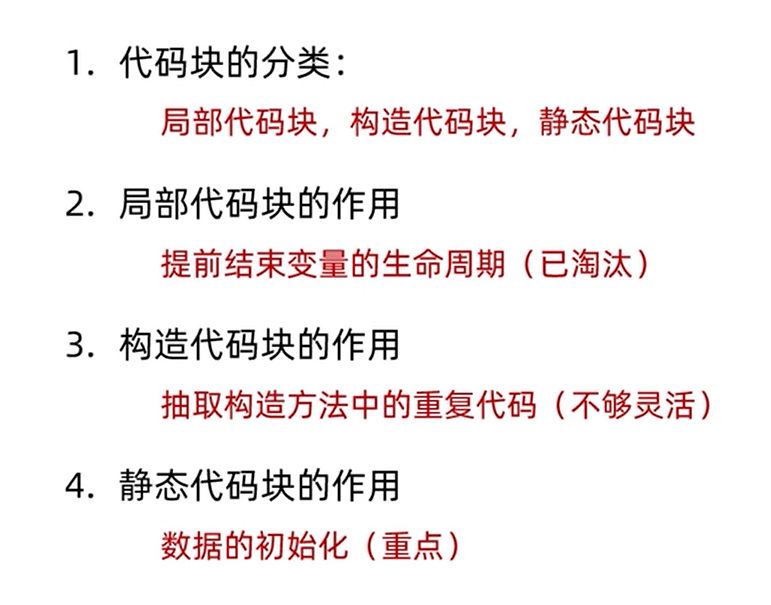 1. 代码块的分类：
局部代码块，构造代码块，静态代码块
2. 局部代码块的作用
提前结束变量的生命周期（已淘汰）
3. 构造代码块的作用
抽取构造方法中的重复代码（不够灵活）
4. 静态代码块的作用
数据的初始化（重点）